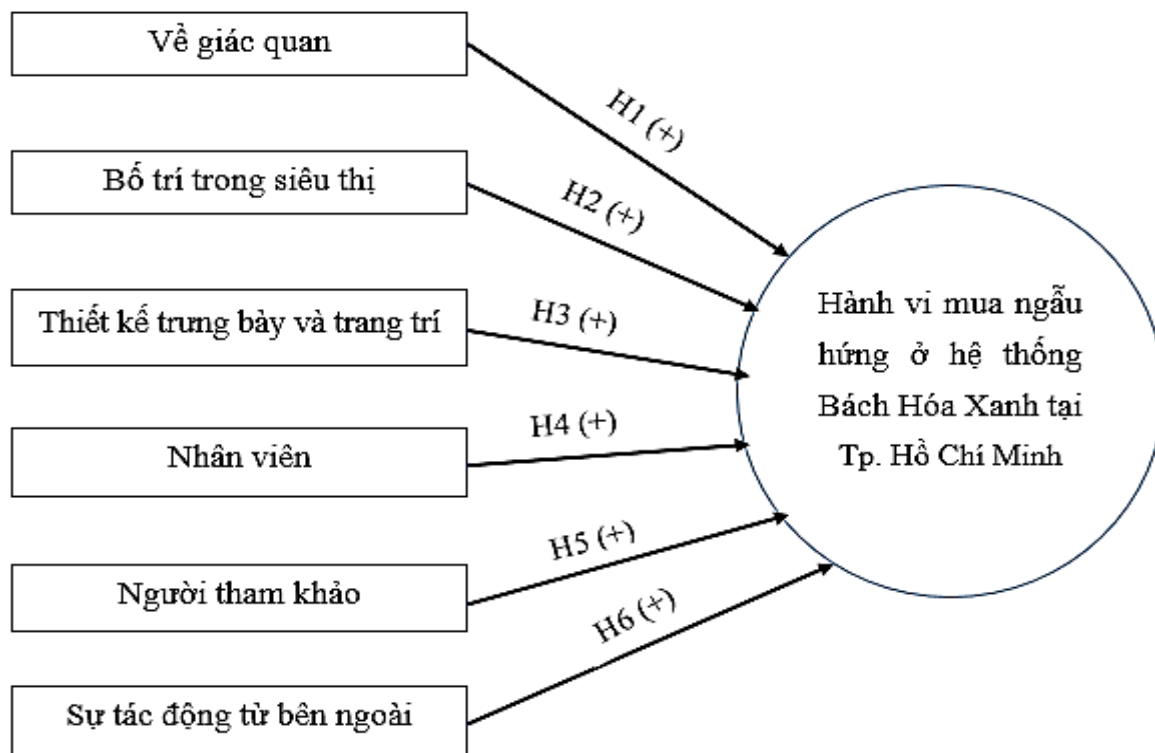 Về giác quan
H1 (+)
Bố trí trong siêu thị
H2 (+)
Thiết kế trưng bày và trang trí
H3 (+)
Nhân viên
H4 (+)
Người tham khảo
H5 (+)
Sự tác động từ bên ngoài
H6 (+)
Hành vi mua ngẫu
hứng ở hệ thống
Bách Hóa Xanh tại
Tp. Hồ Chí Minh